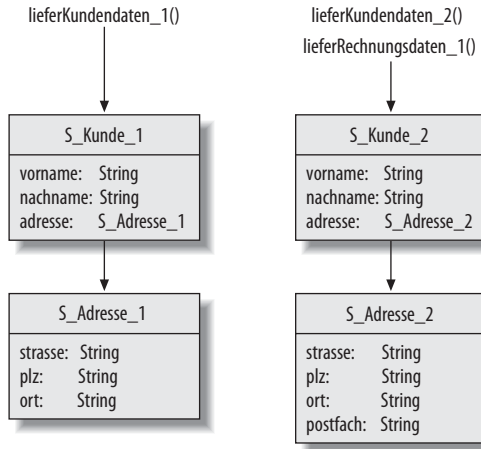 lieferKundendaten_1()
S_Kunde_1
vorname: String
nachname: String
adresse: S_Adresse_1
S_Adresse_1
strasse: String
plz: String
ort: String
lieferKundendaten_2()
lieferRechnungsdaten_1()
S_Kunde_2
vorname: String
nachname: String
adresse: S_Adresse_2
S_Adresse_2
strasse: String
plz: String
ort: String
postfach: String